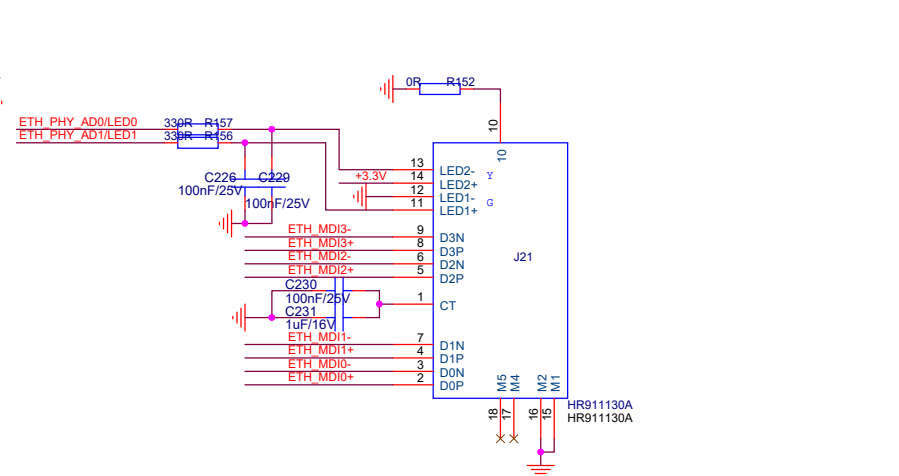 0R R152
10
ETH_PHY_AD0/LED0 330R R157
ETH_PHY_AD1/LED1 330R R156
10
13 LED2- Y
C226 C229 +3.3V 14 LED2+
100nF/25V 12 LED1- G
100nF/25V 11 LED1+
ETH_MDI3- 9 D3N
ETH_MDI3+ 8 D3P
ETH_MDI2- 6 D2N J21
ETH_MDI2+ 5 D2P
C230
100nF/25V 1 CT
C231
1uF/16V
ETH_MDI1- 7 D1N
ETH_MDI1+ 4 D1P
ETH_MDI0- 3 D0N
ETH_MDI0+ 2 D0P
M5 M4 M2 M1
HR911130A
18 17 16 15 HR911130A